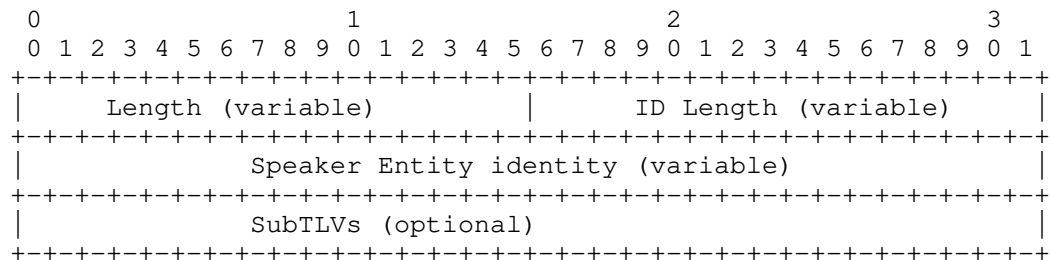 0                   1                   2                   3
 0 1 2 3 4 5 6 7 8 9 0 1 2 3 4 5 6 7 8 9 0 1 2 3 4 5 6 7 8 9 0 1
+-+-+-+-+-+-+-+-+-+-+-+-+-+-+-+-+-+-+-+-+-+-+-+-+-+-+-+-+-+-+-+-+
|     Length (variable)         |      ID Length (variable)     |
+-+-+-+-+-+-+-+-+-+-+-+-+-+-+-+-+-+-+-+-+-+-+-+-+-+-+-+-+-+-+-+-+
|              Speaker Entity identity (variable)               |
+-+-+-+-+-+-+-+-+-+-+-+-+-+-+-+-+-+-+-+-+-+-+-+-+-+-+-+-+-+-+-+-+
|              SubTLVs (optional)                               |
+-+-+-+-+-+-+-+-+-+-+-+-+-+-+-+-+-+-+-+-+-+-+-+-+-+-+-+-+-+-+-+-+